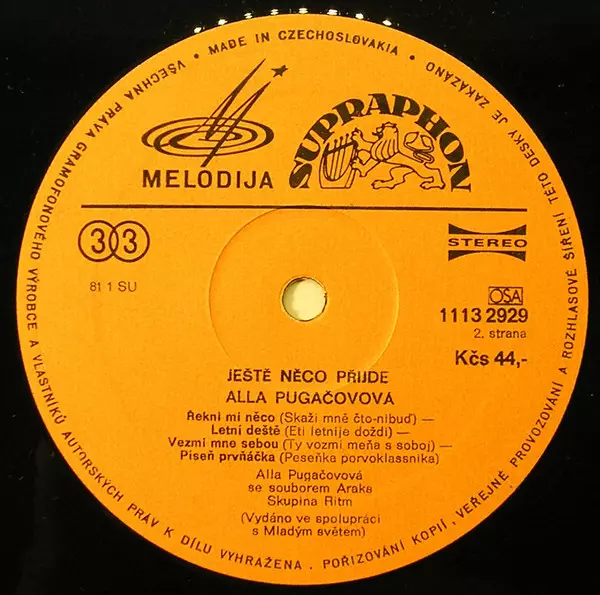 • MADE IN CZECHOSLOVAKIA •
VŠECHNA PRÁVA GRAMOFONOVÉHO VÝROBCE A VLASTNÍKŮ AUTORSKÝCH PRÁV K DÍLU VYHRAŽENA. POŘIZOVÁNÍ KOPIÍ, VEŘEJNÉ PROVOZOVÁNÍ A ROZHLASOVÉ ŠÍŘENÍ TÉTO DESKY JE ZAKÁZÁNO
MELODIJA
SUPRAPHON
33
STEREO
81 1 SU
OSA
1113 2929
2. strana
Kčs 44,-
JEŠTĚ NĚCO PŘIJDE
ALLA PUGAČOVOVÁ
Řekni mi něco (Skaži mně čto-nibuď) —
Letní deště (Eti letnije doždi) —
Vezmi mne sebou (Ty vozmi meňa s soboj) —
Píseň prvňáčka (Peseňka porvoklassnika)
Alla Pugačovová
se souborem Araks
Skupina Ritm
(Vydáno ve spolupráci
s Mladým světem)